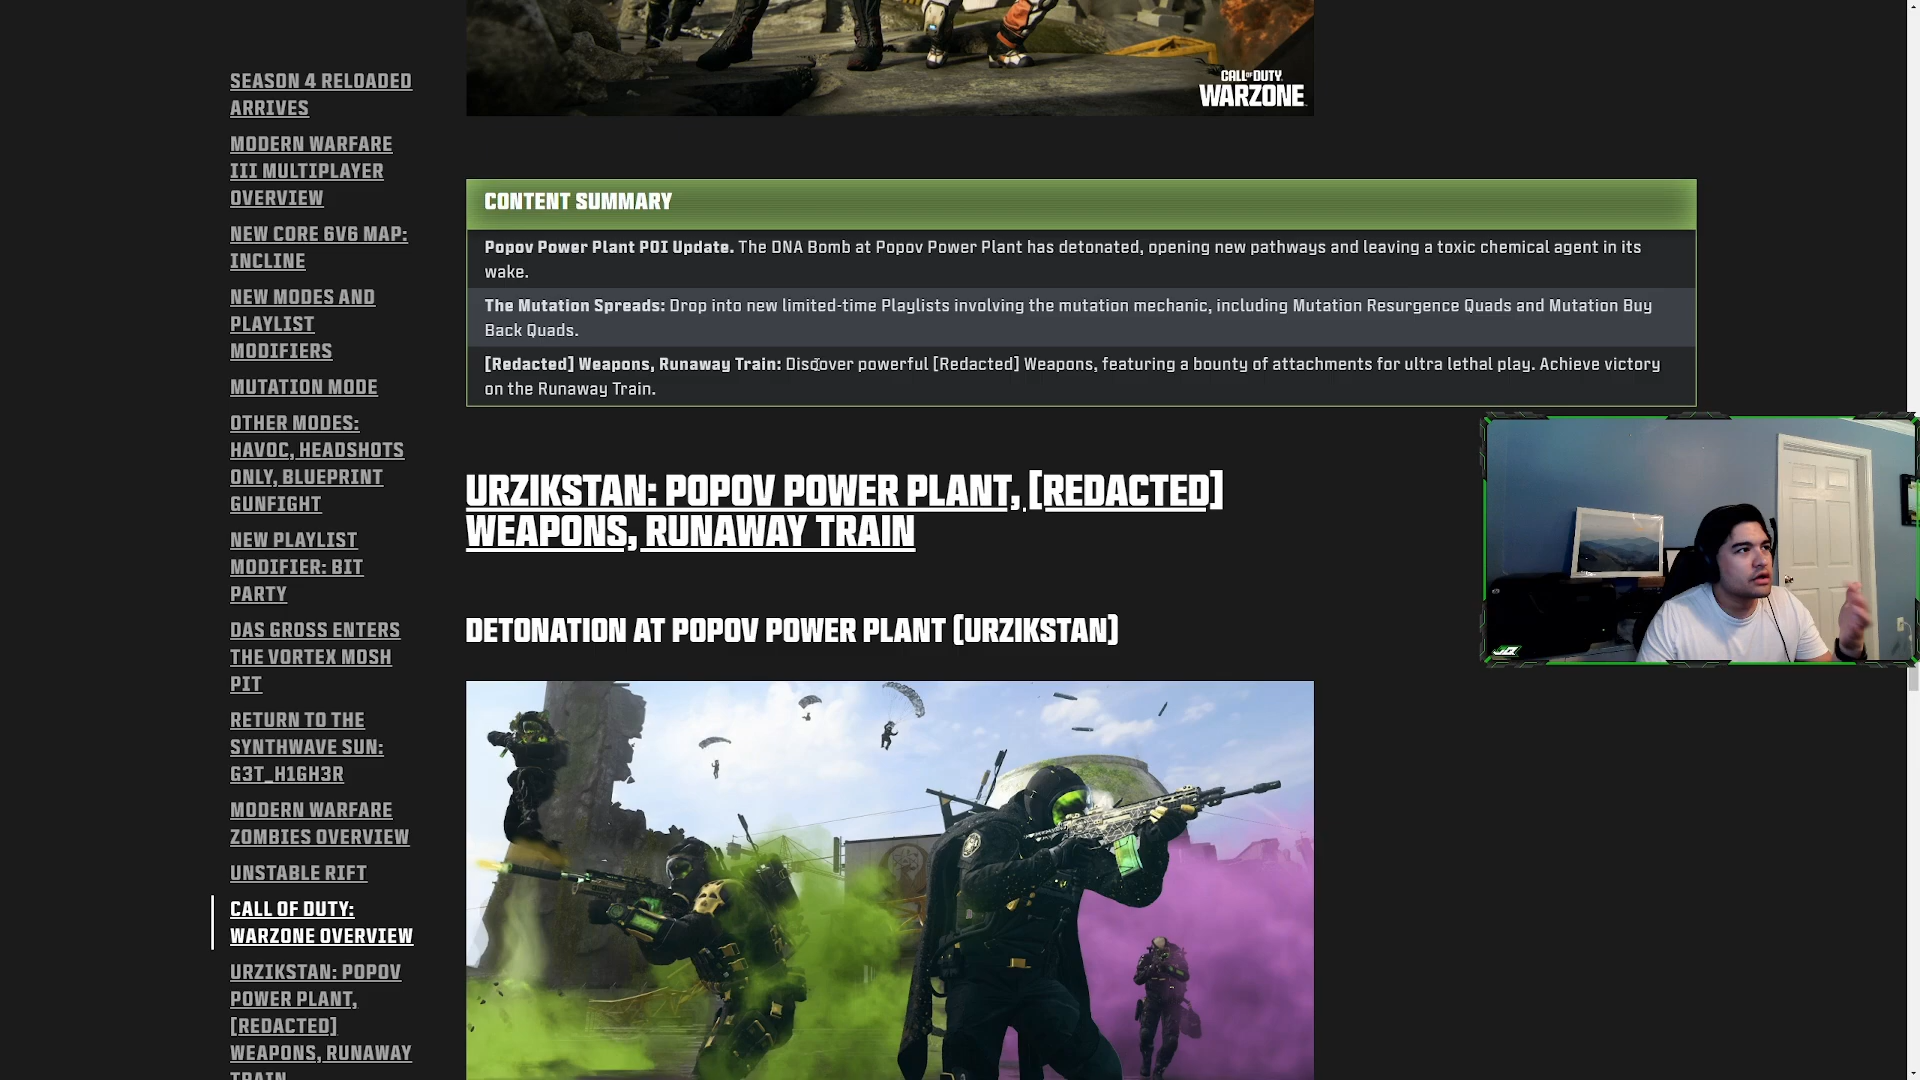 SEASON 4 RELOADED
ARRIVES
MODERN WARFARE
III MULTIPLAYER
OVERVIEW
NEW CORE 6V6 MAP:
INCLINE
NEW MODES AND
PLAYLIST
MODIFIERS
MUTATION MODE
OTHER MODES:
HAVOC, HEADSHOTS
ONLY, BLUEPRINT
GUNFIGHT
NEW PLAYLIST
MODIFIER: BIT
PARTY
DAS GROSS ENTERS
THE VORTEX MOSH
PIT
RETURN TO THE
SYNTHWAVE SUN:
G3T_H1GH3R
MODERN WARFARE
ZOMBIES OVERVIEW
UNSTABLE RIFT
CALL OF DUTY:
WARZONE OVERVIEW
URZIKSTAN: POPOV
POWER PLANT,
[REDACTED]
WEAPONS, RUNAWAY
TRAIN
CALL OF DUTY
WARZONE
CONTENT SUMMARY
Popov Power Plant POI Update. The DNA Bomb at Popov Power Plant has detonated, opening new pathways and leaving a toxic chemical agent in its
wake.
The Mutation Spreads: Drop into new limited-time Playlists involving the mutation mechanic, including Mutation Resurgence Quads and Mutation Buy
Back Quads.
[Redacted] Weapons, Runaway Train: Discover powerful [Redacted] Weapons, featuring a bounty of attachments for ultra lethal play. Achieve victory
on the Runaway Train.
URZIKSTAN: POPOV POWER PLANT, [REDACTED]
WEAPONS, RUNAWAY TRAIN
DETONATION AT POPOV POWER PLANT (URZIKSTAN)